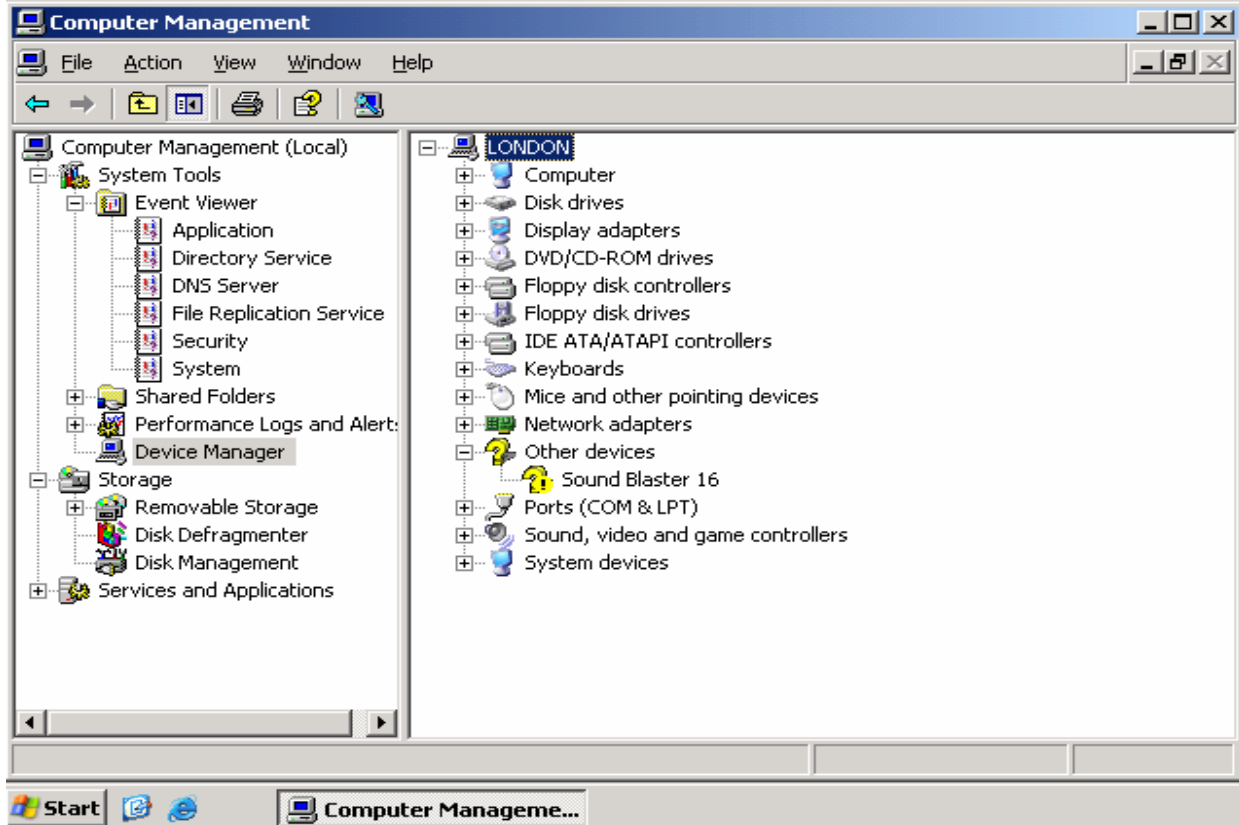 Computer Management
File Action View Window Help
Computer Management (Local)
System Tools
Event Viewer
Application
Directory Service
DNS Server
File Replication Service
Security
System
Shared Folders
Performance Logs and Alert:
Device Manager
Storage
Removable Storage
Disk Defragmenter
Disk Management
Services and Applications
LONDON
Computer
Disk drives
Display adapters
DVD/CD-ROM drives
Floppy disk controllers
Floppy disk drives
IDE ATA/ATAPI controllers
Keyboards
Mice and other pointing devices
Network adapters
Other devices
Sound Blaster 16
Ports (COM & LPT)
Sound, video and game controllers
System devices
Start
Computer Manageme...